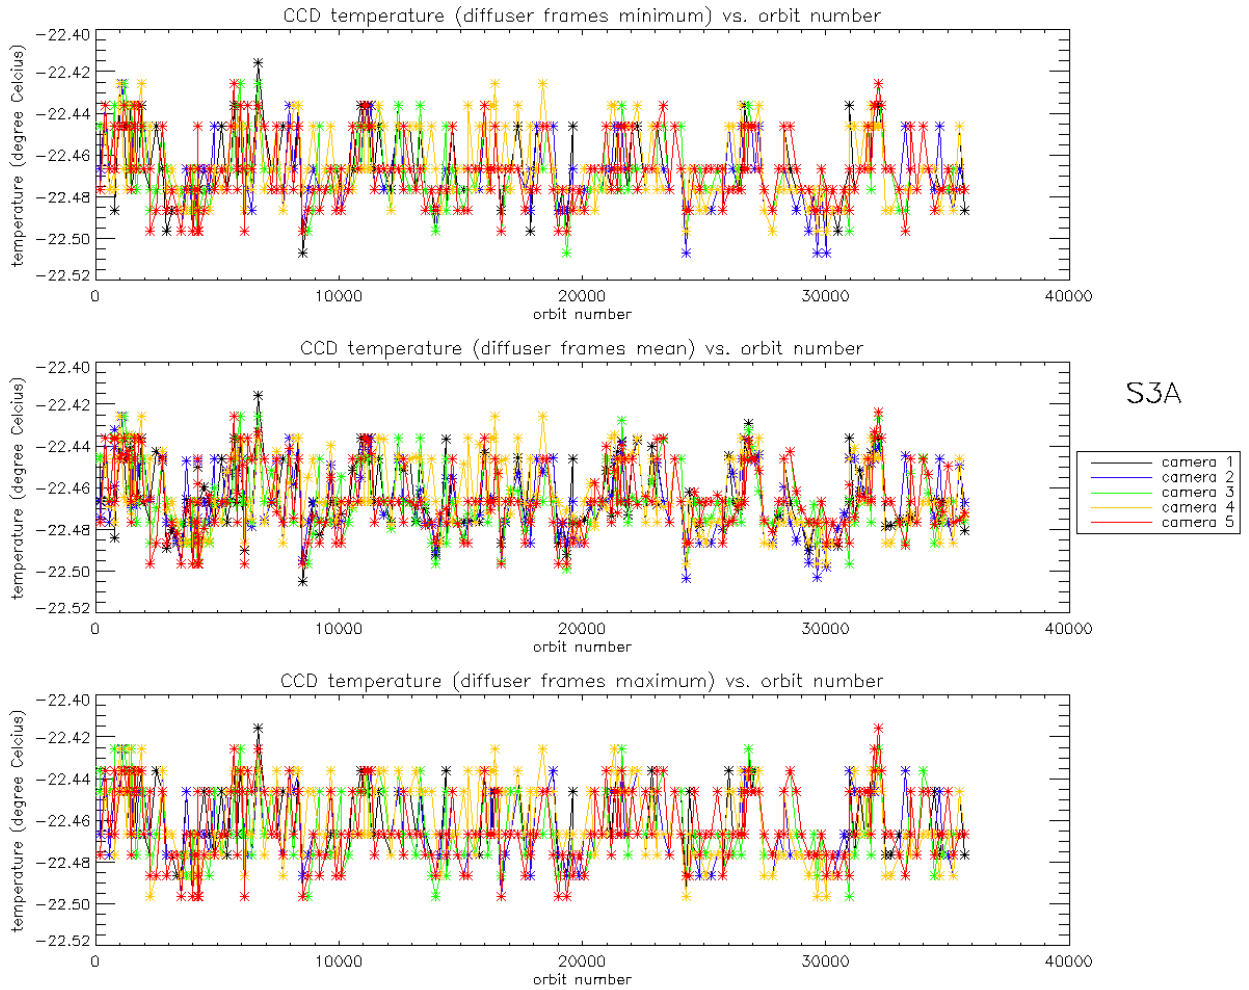 CCD temperature (diffuser frames minimum) vs. orbit number
temperature (degree Celcius)
-22.40
-22.42
-22.44
-22.46
-22.48
-22.50
-22.52
0 10000 20000 30000 40000
orbit number
CCD temperature (diffuser frames mean) vs. orbit number
temperature (degree Celcius)
-22.40
-22.42
-22.44
-22.46
-22.48
-22.50
-22.52
0 10000 20000 30000 40000
orbit number
S3A
camera 1
camera 2
camera 3
camera 4
camera 5
CCD temperature (diffuser frames maximum) vs. orbit number
temperature (degree Celcius)
-22.40
-22.42
-22.44
-22.46
-22.48
-22.50
-22.52
0 10000 20000 30000 40000
orbit number